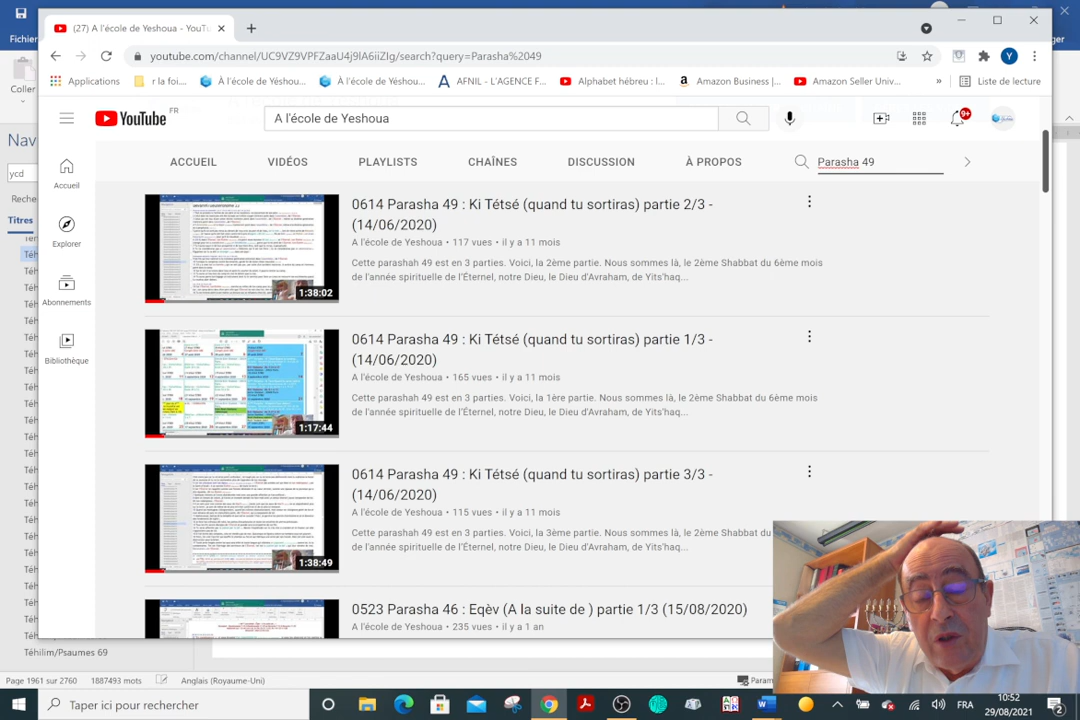 Fichier
(27) A l'école de Yeshoua - YouTu
youtube.com/channel/UC9VZ9VPFZaaU4j9lA6iiZlg/search?query=Parasha%2049
Y
Coller
Applications
r la foi...
À l'école de Yéshou...
À l'école de Yéshou...
AFNIL - L'AGENCE F...
Alphabet hébreu : l...
Amazon Business |...
Amazon Seller Univ...
»
Liste de lecture
YouTube FR
A l'école de Yeshoua
9+
Nav
ycd
Reche
Titres
Accueil
Explorer
Abonnements
Bibliothèque
ACCUEIL
VIDÉOS
PLAYLISTS
CHAÎNES
DISCUSSION
À PROPOS
Parasha 49
0614 Parasha 49 : Ki Tétsé (quand tu sortiras) partie 2/3 -
(14/06/2020)
A l'école de Yeshoua • 117 vues • il y a 11 mois
Cette parashah 49 est en 3 parties. Voici, la 2ème partie. Nous sommes là, le 2ème Shabbat du 6ème mois
de l'année spirituelle de l'Éternel, notre Dieu, le Dieu d'Avraham, de Yits'haq...
1:38:02
0614 Parasha 49 : Ki Tétsé (quand tu sortiras) partie 1/3 -
(14/06/2020)
A l'école de Yeshoua • 165 vues • il y a 11 mois
Cette parashah 49 est en 3 parties. Voici, la 1ère partie. Nous sommes là, le 2ème Shabbat du 6ème mois
de l'année spirituelle de l'Éternel, notre Dieu, le Dieu d'Avraham, de Yits'haq...
1:17:44
0614 Parasha 49 : Ki Tétsé (quand tu sortiras) partie 3/3 -
(14/06/2020)
A l'école de Yeshoua • 115 vues • il y a 11 mois
Cette parashah 49 est en 3 parties. Voici, la 3ème partie. Nous sommes là, le 2ème Shabbat du
de l'année spirituelle de l'Éternel, notre Dieu, le Dieu d'Avraham, de Yits'haq...
1:38:49
0523 Parasha 46 : Eqèv (A la suite de ) partie 1/3 (15/08/2020)
A l'école de Yeshoua • 235 vues • il y a 1 an
Téhilim/Psaumes 69
Page 1961 sur 2760
1887493 mots
Anglais (Royaume-Uni)
Param
Taper ici pour rechercher
FRA
10:52
29/08/2021
2